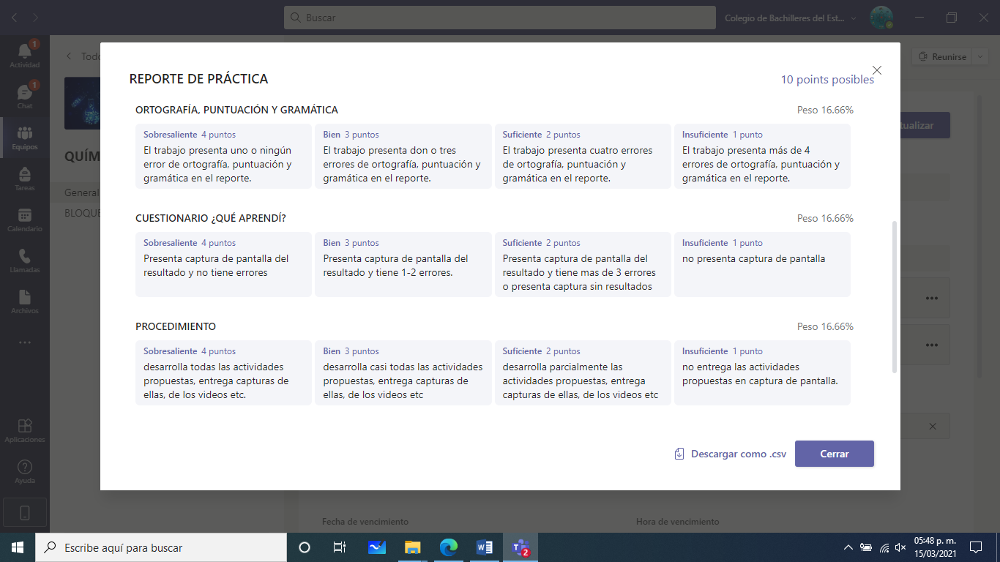 Buscar
Colegio de Bachilleres del Est...
1
Actividad
1
Chat
Equipos
Tareas
Calendario
Llamadas
Archivos
Aplicaciones
Ayuda
General
Reunirse
REPORTE DE PRÁCTICA
10 points posibles
ORTOGRAFÍA, PUNTUACIÓN Y GRAMÁTICA
Peso 16.66%
Sobresaliente 4 puntos
El trabajo presenta uno o ningún
error de ortografía, puntuación y
gramática en el reporte.
Bien 3 puntos
El trabajo presenta don o tres
errores de ortografía, puntuación y
gramática en el reporte.
Suficiente 2 puntos
El trabajo presenta cuatro errores
de ortografía, puntuación y
gramática en el reporte.
Insuficiente 1 punto
El trabajo presenta más de 4
errores de ortografía, puntuación y
gramática en el reporte.
CUESTIONARIO ¿QUÉ APRENDÍ?
Peso 16.66%
Sobresaliente 4 puntos
Presenta captura de pantalla del
resultado y no tiene errores
Bien 3 puntos
Presenta captura de pantalla del
resultado y tiene 1-2 errores.
Suficiente 2 puntos
Presenta captura de pantalla del
resultado y tiene mas de 3 errores
o presenta captura sin resultados
Insuficiente 1 punto
no presenta captura de pantalla
PROCEDIMIENTO
Peso 16.66%
Sobresaliente 4 puntos
desarrolla todas las actividades
propuestas, entrega capturas de
ellas, de los videos etc.
Bien 3 puntos
desarrolla casi todas las actividades
propuestas, entrega capturas de
ellas, de los videos etc
Suficiente 2 puntos
desarrolla parcialmente las
actividades propuestas, entrega
capturas de ellas, de los videos etc
Insuficiente 1 punto
no entrega las actividades
propuestas en captura de pantalla.
Descargar como .csv
Cerrar
Fecha de vencimiento
Hora de vencimiento
Escribe aquí para buscar
2
05:48 p. m.
15/03/2021